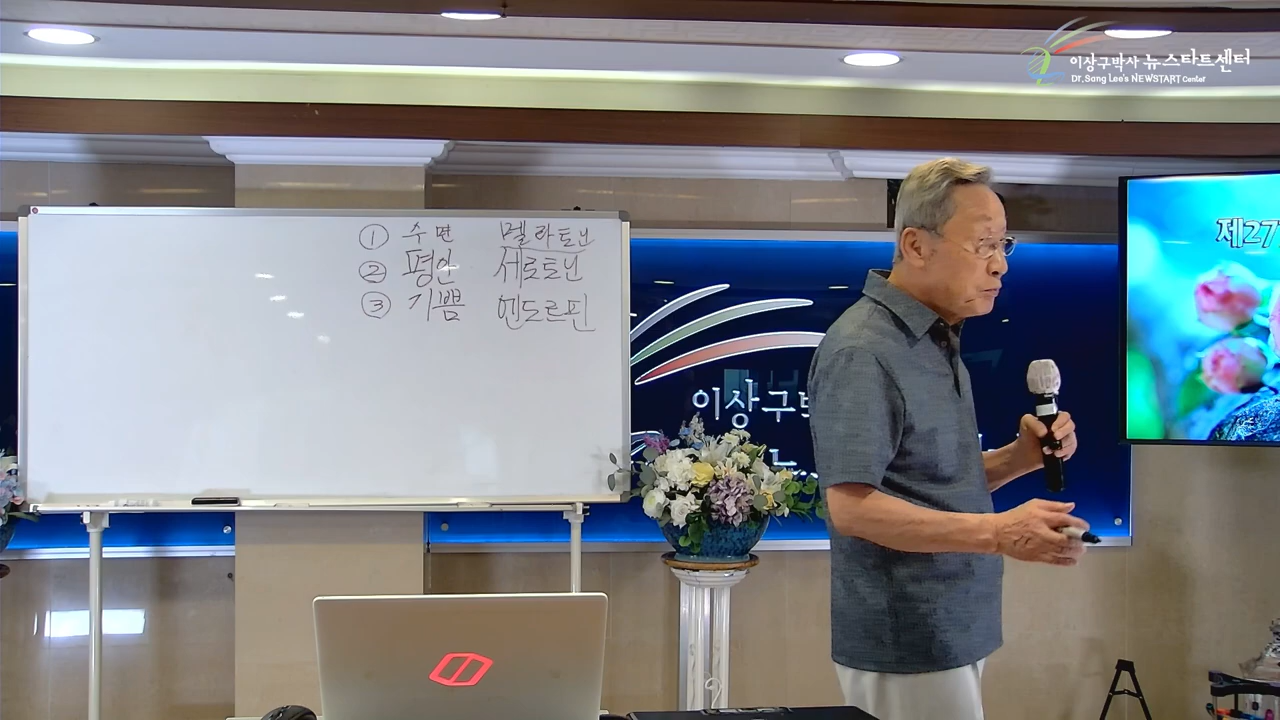 이상구박사 뉴스타트센터
Dr. Sang Lee's NEWSTART Center
① 수면 멜라토닌
② 평안 세로토닌
③ 기쁨 엔도르핀
제27
이상구